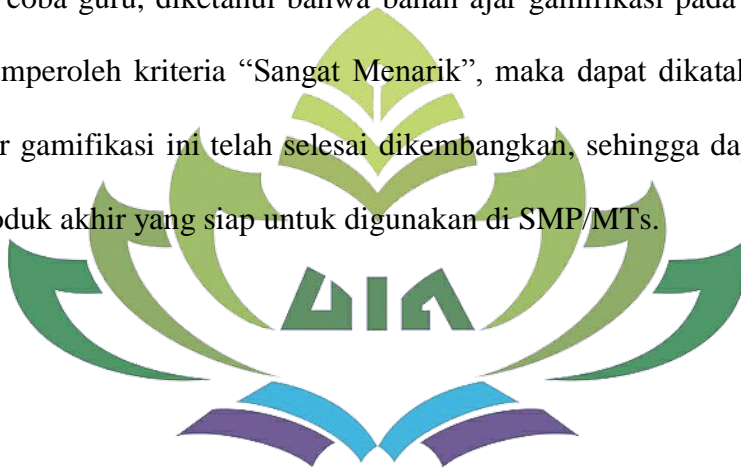 coba guru, diketahui bahwa bahan ajar gamifikasi pada
mperoleh kriteria “Sangat Menarik”, maka dapat dikatak
r gamifikasi ini telah selesai dikembangkan, sehingga da
oduk akhir yang siap untuk digunakan di SMP/MTs.
UIN